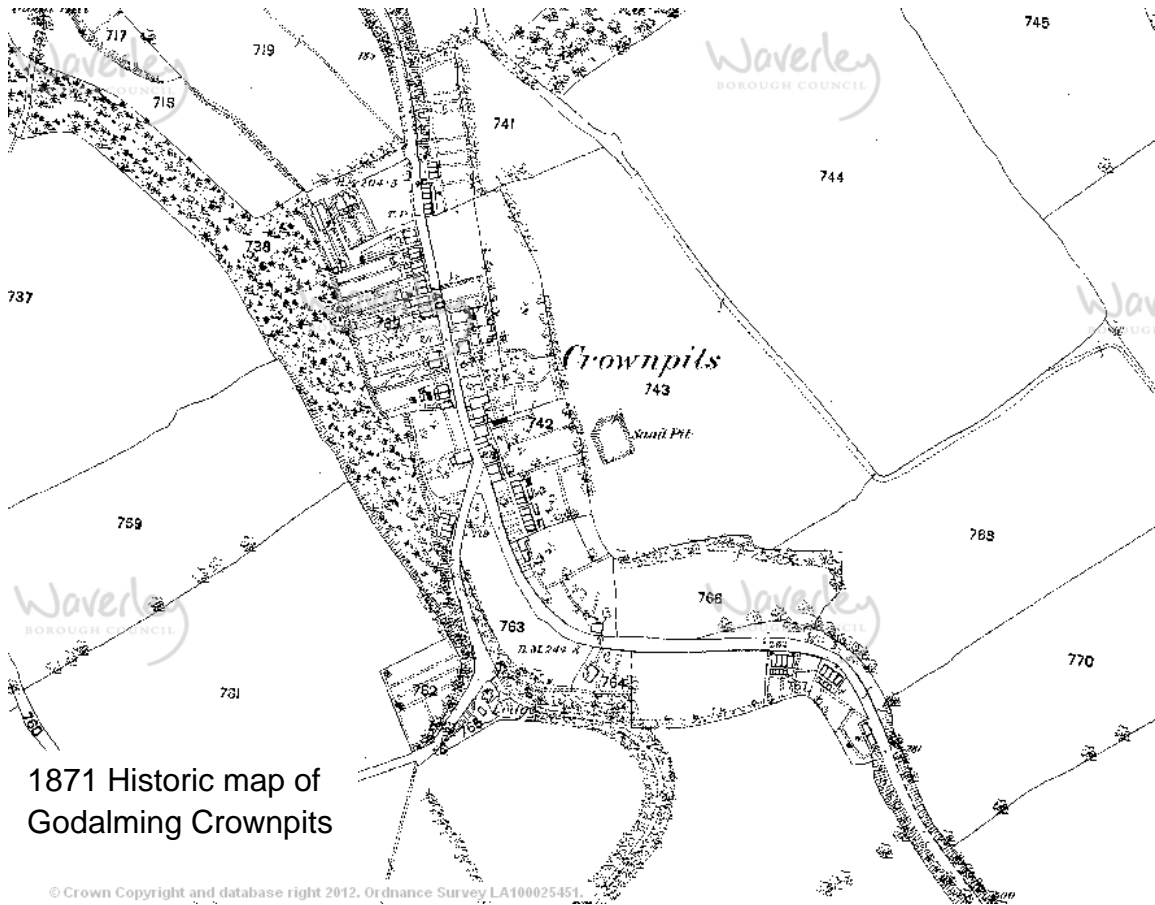 717
719
745
Waverley
BOROUGH COUNCIL
Waverley
BOROUGH COUNCIL
741
744
738
737
Crownpits
743
742
Sand Pit
759
768
Waverley
BOROUGH COUNCIL
Waverley
BOROUGH COUNCIL
766
763
770
764
767
761
762
760
1871 Historic map of
Godalming Crownpits
© Crown Copyright and database right 2012. Ordnance Survey LA100025451.